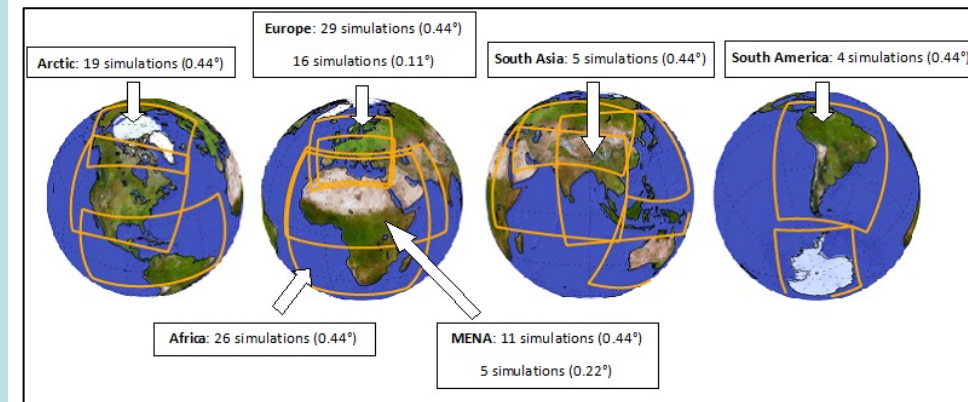 Europe: 29 simulations (0.44°)
16 simulations (0.11°)
Arctic: 19 simulations (0.44°)
South Asia: 5 simulations (0.44°)
South America: 4 simulations (0.44°)
Africa: 26 simulations (0.44°)
MENA: 11 simulations (0.44°)
5 simulations (0.22°)